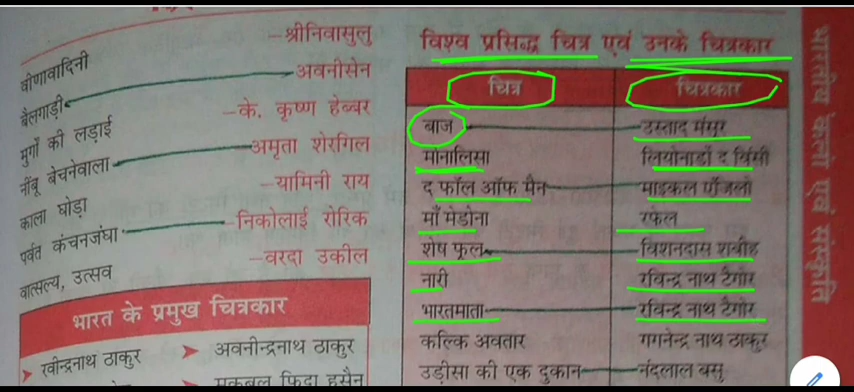 वीणावादिनी –श्रीनिवासुलु
बैलगाड़ी –अवनीसेन
मुर्गों की लड़ाई –के. कृष्ण हेब्बर
नींबू बेचनेवाला –अमृता शेरगिल
काला घोड़ा –यामिनी राय
पर्वत कंचनजंघा –निकोलाई रोरिक
वात्सल्य, उत्सव –वरदा उकील
भारत के प्रमुख चित्रकार
➤ रवीन्द्रनाथ ठाकुर ➤ अवनीन्द्रनाथ ठाकुर
➤ मकबूल फिदा हुसैन
विश्व प्रसिद्ध चित्र एवं उनके चित्रकार
चित्र चित्रकार
बाज उस्ताद मंसूर
मोनालिसा लियोनार्डो द विंसी
द फॉल ऑफ मैन माइकल एँजिलो
माँ मेडोना रफेल
शेष फूल विशनदास शबीह
नारी रविन्द्र नाथ टैगोर
भारतमाता रविन्द्र नाथ टैगोर
कल्कि अवतार गगनेन्द्र नाथ ठाकुर
उड़ीसा की एक दुकान नंदलाल बसु
भारतीय कला एवं संस्कृति